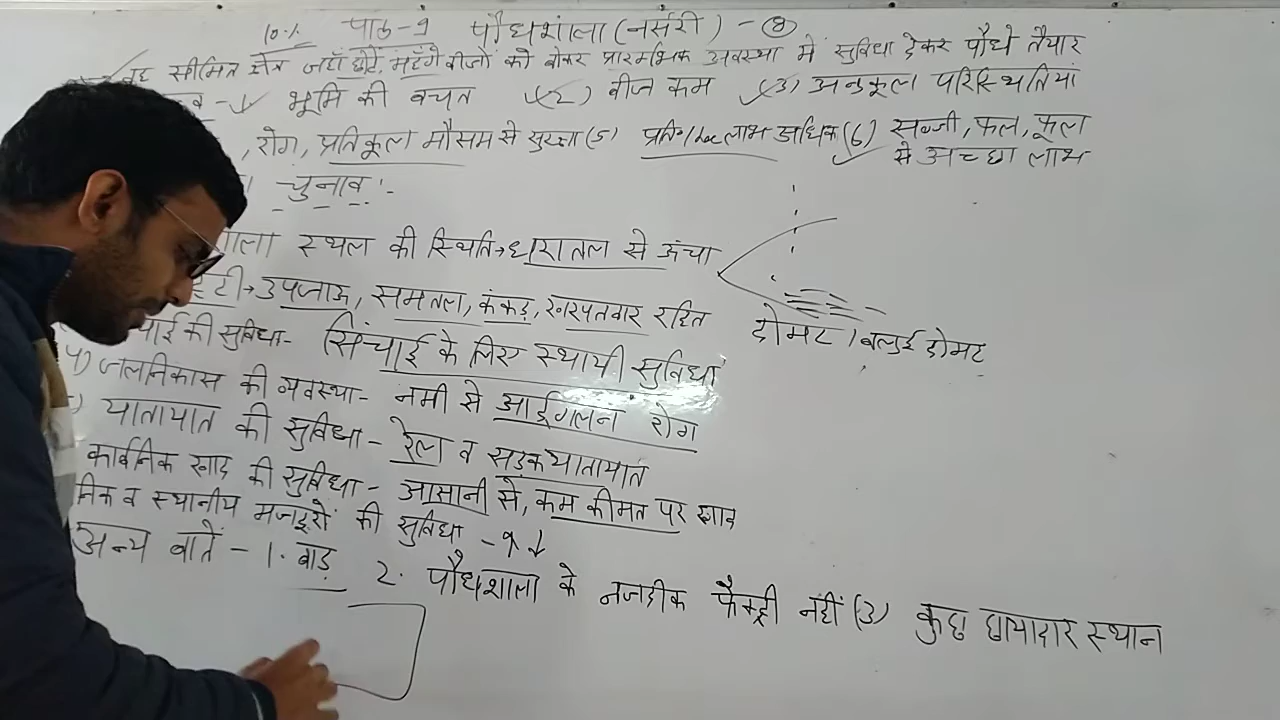 10% पाठ-9 पौधशाला (नर्सरी) - 8
वह सीमित क्षेत्र जहाँ छोटे, महँगे बीजों को बोकर प्रारम्भिक अवस्था में सुविधा देकर पौधे तैयार
व - 1) भूमि की बचत (2) बीज कम (3) अनुकूल परिस्थितियां
, रोग, प्रतिकूल मौसम से सुरक्षा (5) प्रति hec लाभ अधिक (6) सब्जी, फल, फूल
से अच्छा लाभ
चुनाव :-
ाला स्थल की स्थिति → धरातल से ऊंचा
ट्टी → उपजाऊ, समतल, कंकड़, खरपतवार रहित दोमट / बलुई दोमट
चाई की सुविधा - सिंचाई के लिए स्थायी सुविधा
4) जलनिकास की व्यवस्था - नमी से आर्द्रगलन रोग
) यातायात की सुविधा - रेल व सड़क यातायात
कार्बनिक खाद की सुविधा - आसानी से, कम कीमत पर
निक व स्थानीय मजदूरों की सुविधा -
अन्य बातें - 1. बाड़ 2. पौधशाला के नजदीक फैक्ट्री नहीं (3) कुछ छायादार स्थान